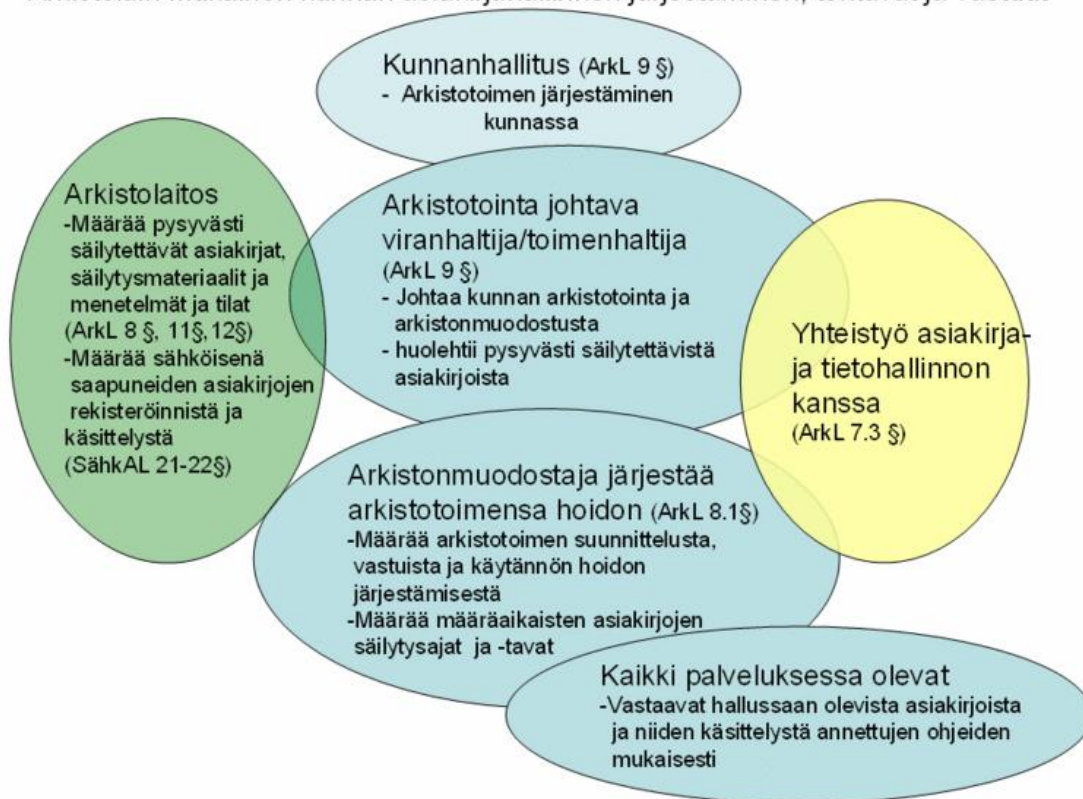 Kunnanhallitus (ArkL 9 §)
- Arkistotoimen järjestäminen
kunnassa
Arkistolaitos
-Määrää pysyvästi
säilytettävät asiakirjat,
säilytysmateriaalit ja
menetelmät ja tilat
(ArkL 8 §, 11§, 12§)
-Määrää sähköisenä
saapuneiden asiakirjojen
rekisteröinnistä ja
käsittelystä
(SähkAL 21-22§)
Arkistotointa johtava
viranhaltija/toimenhaltija
(ArkL 9 §)
- Johtaa kunnan arkistotointa ja
arkistonmuodostusta
- huolehtii pysyvästi säilytettävistä
asiakirjoista
Yhteistyö asiakirja-
ja tietohallinnon
kanssa
(ArkL 7.3 §)
Arkistonmuodostaja järjestää
arkistotoimensa hoidon (ArkL 8.1§)
-Määrää arkistotoimen suunnittelusta,
vastuista ja käytännön hoidon
järjestämisestä
-Määrää määräaikaisten asiakirjojen
säilytysajat ja -tavat
Kaikki palveluksessa olevat
-Vastaavat hallussaan olevista asiakirjoista
ja niiden käsittelystä annettujen ohjeiden
mukaisesti